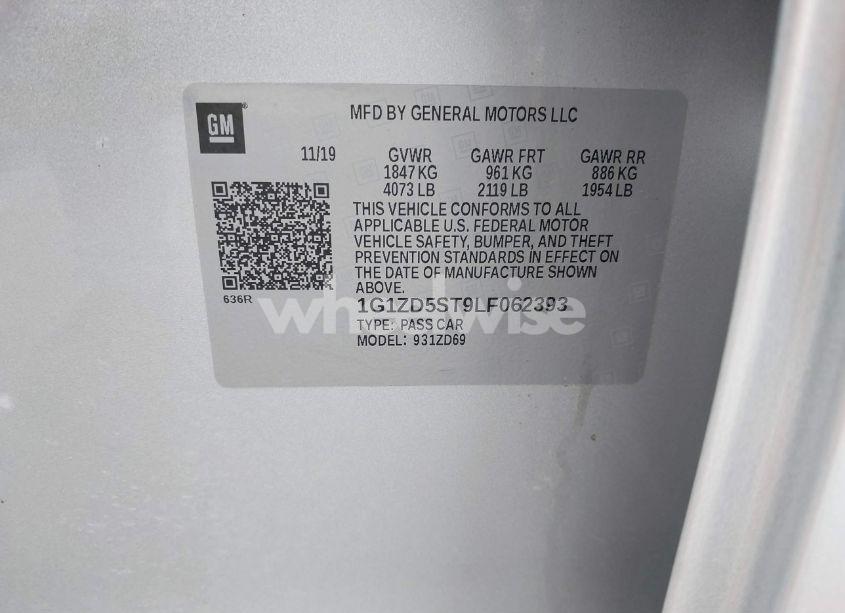 GM
MFD BY GENERAL MOTORS LLC
11/19 GVWR GAWR FRT GAWR RR
1847 KG 961 KG 886 KG
4073 LB 2119 LB 1954 LB
THIS VEHICLE CONFORMS TO ALL
APPLICABLE U.S. FEDERAL MOTOR
VEHICLE SAFETY, BUMPER, AND THEFT
PREVENTION STANDARDS IN EFFECT ON
THE DATE OF MANUFACTURE SHOWN
ABOVE.
636R
1G1ZD5ST9LF062393
wheelwise
TYPE: PASS CAR
MODEL: 931ZD69